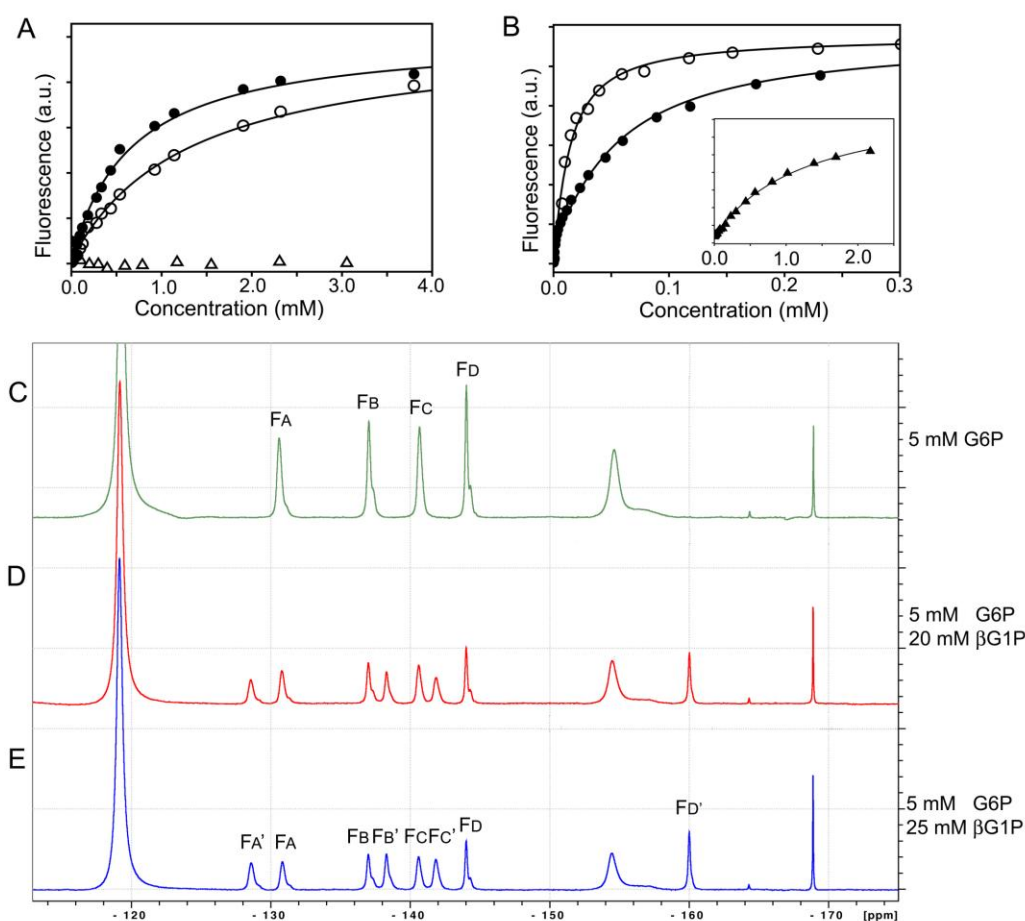 A
Fluorescence (a.u.)
0.0 1.0 2.0 3.0 4.0
Concentration (mM)
B
Fluorescence (a.u.)
0.0 1.0 2.0
0.0 0.1 0.2 0.3
Concentration (mM)
C
FA FB FC FD
5 mM G6P
D
5 mM G6P
20 mM βG1P
E
FA' FA FB FB' FC FC' FD FD'
5 mM G6P
25 mM βG1P
- 120 - 130 - 140 - 150 - 160 - 170 [ppm]